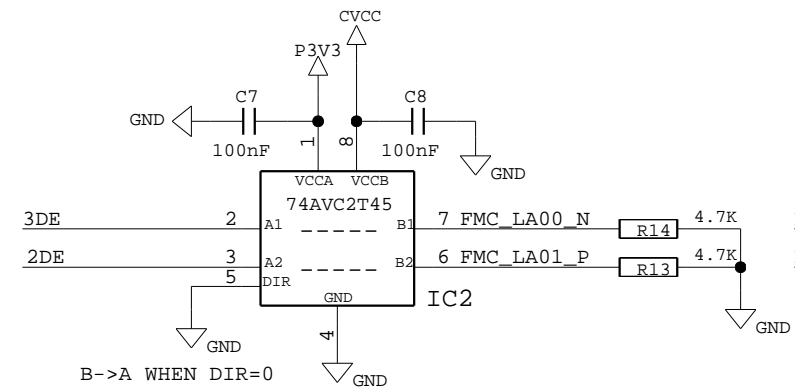 CVCC
P3V3
C7
C8
GND
100nF
1
8
100nF
GND
VCCA VCCB
74AVC2T45
3DE
2
A1
B1
7 FMC_LA00_N
R14
4.7K
2DE
3
A2
B2
6 FMC_LA01_P
R13
4.7K
5
DIR
GND
IC2
GND
4
GND
GND
B->A WHEN DIR=0